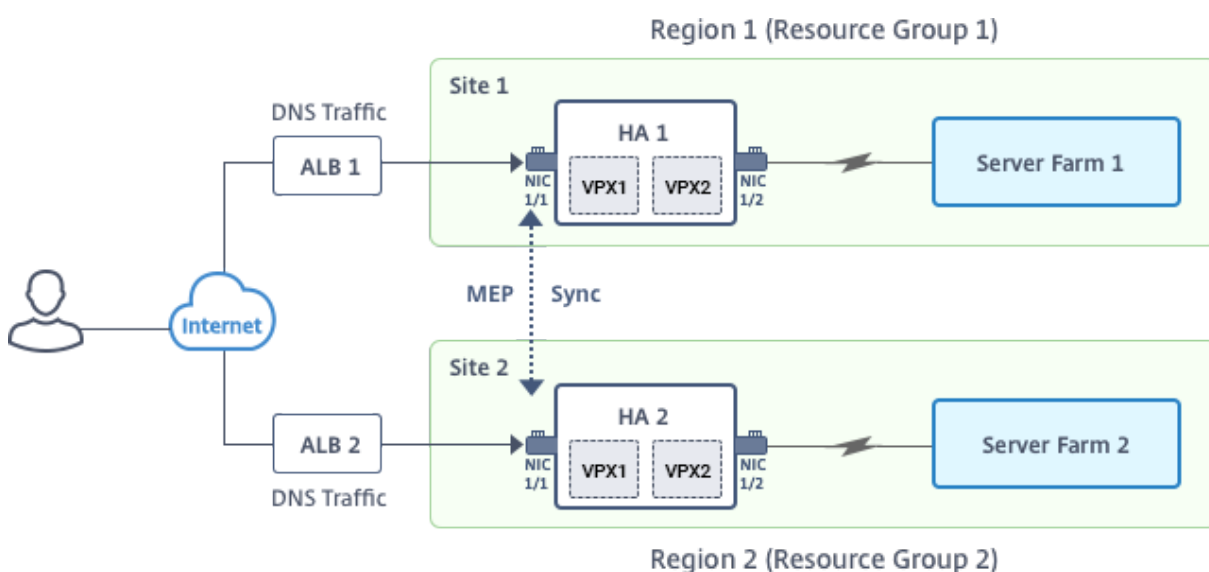 Region 1 (Resource Group 1)
Site 1
DNS Traffic
ALB 1
HA 1
VPX1
VPX2
NIC
1/1
NIC
1/2
Server Farm 1
MEP
Sync
Internet
Site 2
ALB 2
DNS Traffic
HA 2
VPX1
VPX2
NIC
1/1
NIC
1/2
Server Farm 2
Region 2 (Resource Group 2)